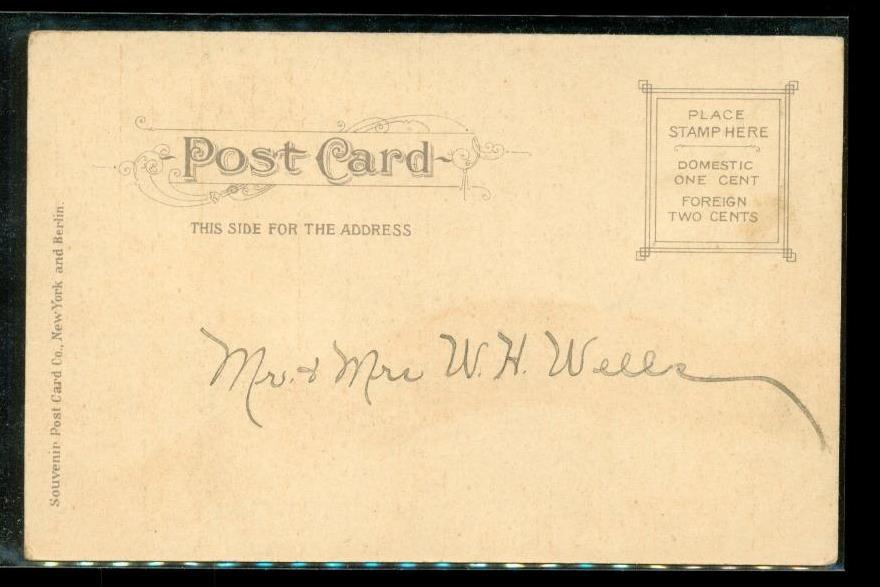 Post Card
THIS SIDE FOR THE ADDRESS
PLACE
STAMP HERE
DOMESTIC
ONE CENT
FOREIGN
TWO CENTS
Souvenir Post Card Co., New York and Berlin.
Mr. & Mrs W. H. Wells